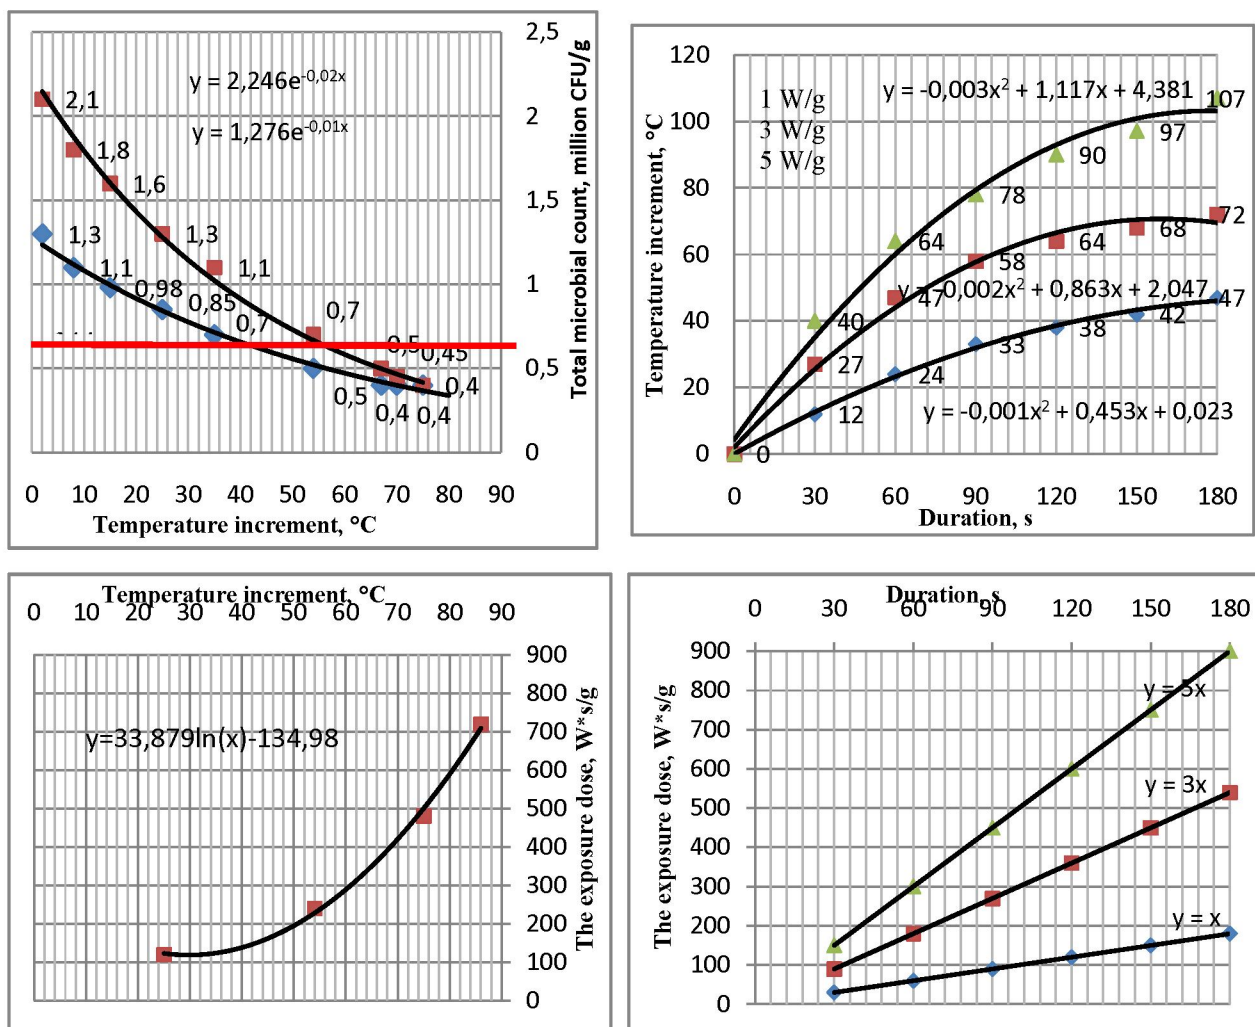 2,5
2
1,5
1
0,5
0
Total microbial count, million CFU/g
y = 2,246e-0,02x
y = 1,276e-0,01x
2,1
1,8
1,6
1,3
1,1
0,7
0,5
0,45
0,4
1,3
1,1
0,98
0,85
0,7
0,5
0,4
0,4
0 10 20 30 40 50 60 70 80 90
Temperature increment, °C
120
100
80
60
40
20
0
Temperature increment, °C
1 W/g
3 W/g
5 W/g
y = -0,003x² + 1,117x + 4,381
107
97
90
78
64
40
72
68
64
58
47
27
y = -0,002x² + 0,863x + 2,047
47
42
38
33
24
12
0
y = -0,001x² + 0,453x + 0,023
0 30 60 90 120 150 180
Duration, s
Temperature increment, °C
0 10 20 30 40 50 60 70 80 90
900
800
700
600
500
400
300
200
100
0
The exposure dose, W*s/g
y=33,879ln(x)-134,98
Duration, s
0 30 60 90 120 150 180
900
800
700
600
500
400
300
200
100
0
The exposure dose, W*s/g
y = 5x
y = 3x
y = x